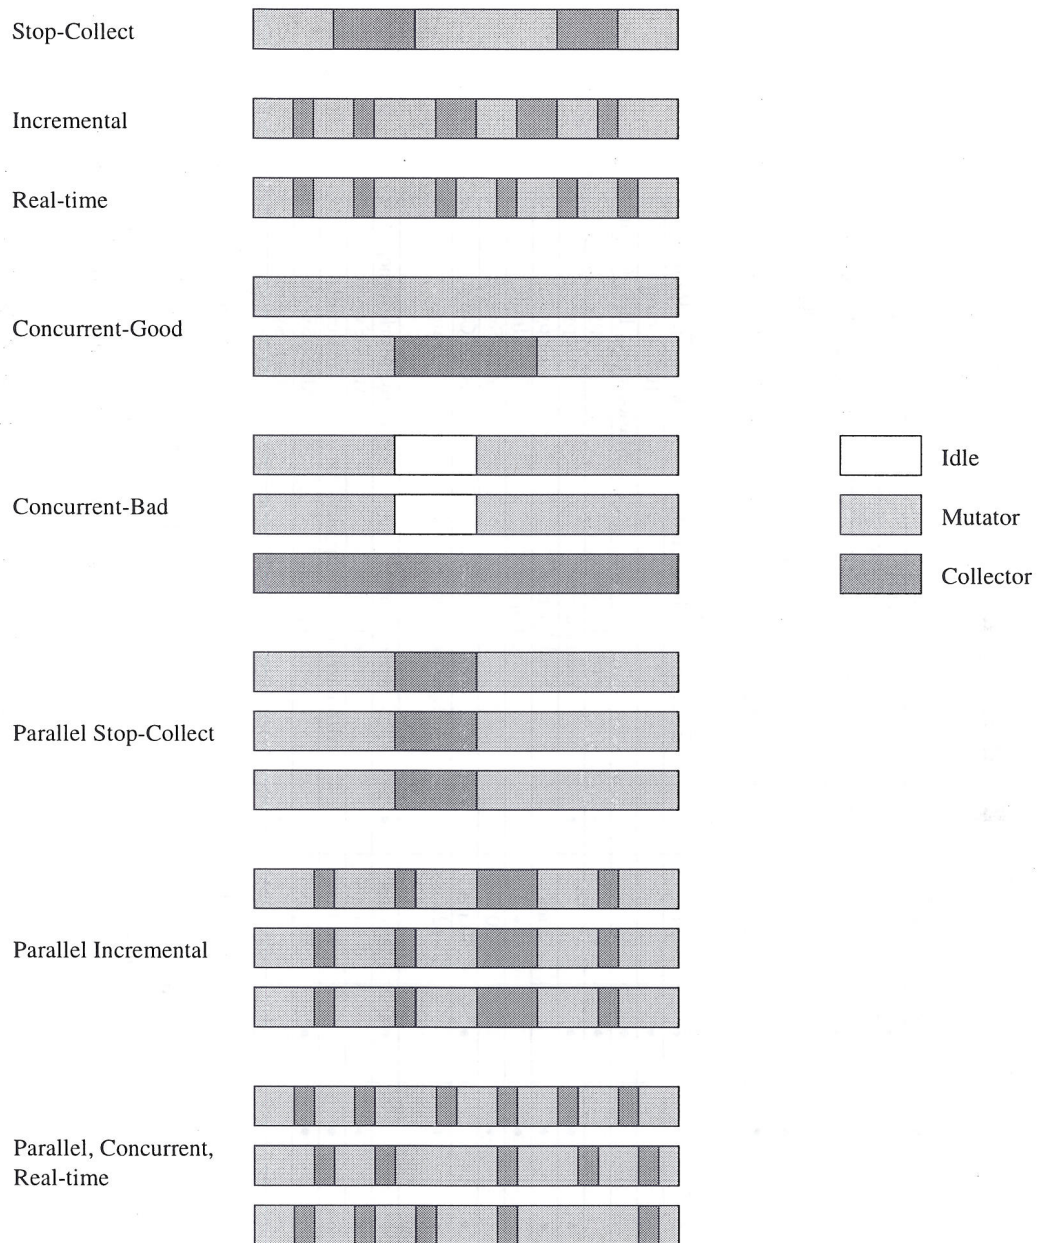 Stop-Collect
Incremental
Real-time
Concurrent-Good
Concurrent-Bad
Idle
Mutator
Collector
Parallel Stop-Collect
Parallel Incremental
Parallel, Concurrent,
Real-time